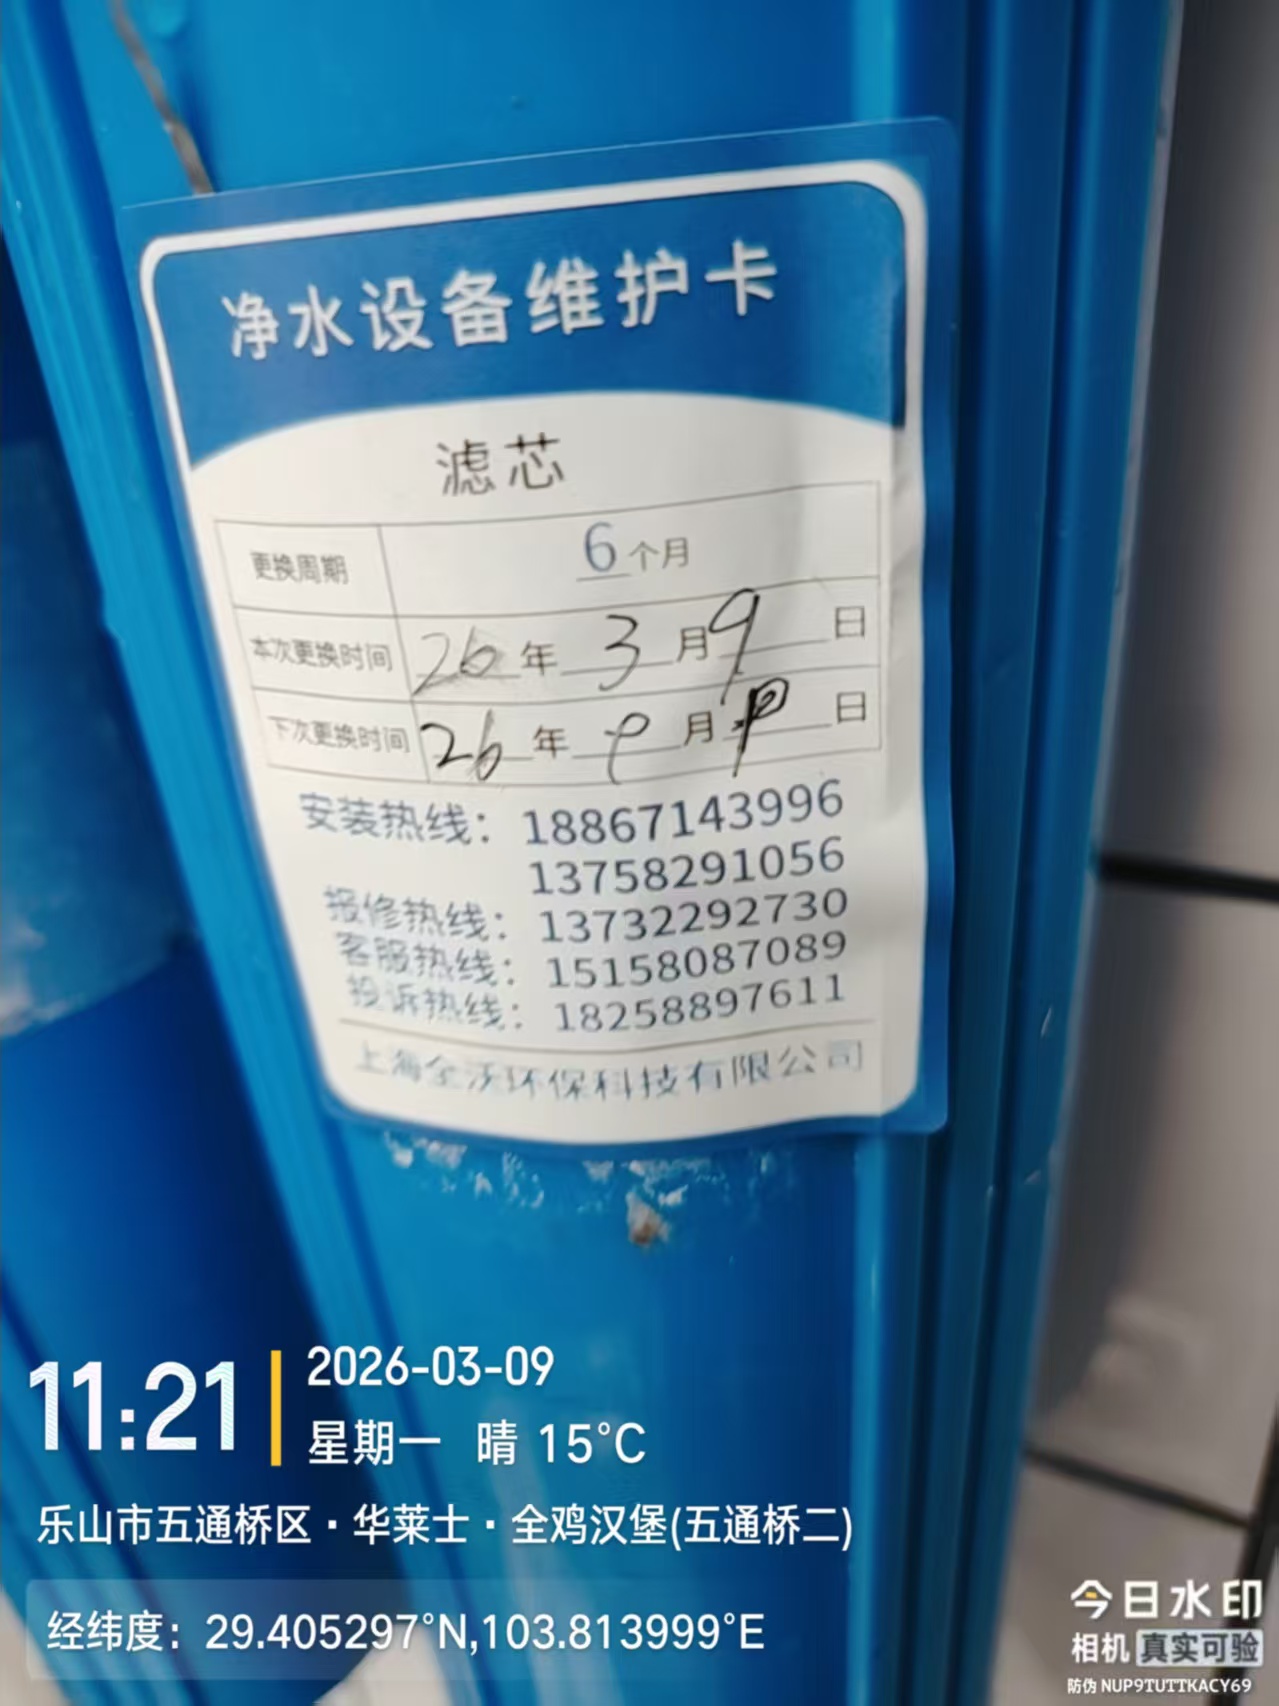 净水设备维护卡
滤芯
更换周期 6个月
本次更换时间 26年3月9日
下次更换时间 26年9月9日
安装热线：18867143996
13758291056
报修热线：13732292730
客服热线：15158087089
投诉热线：18258897611
上海全沃环保科技有限公司
11:21
2026-03-09
星期一 晴 15°C
乐山市五通桥区·华莱士·全鸡汉堡(五通桥二)
经纬度：29.405297°N,103.813999°E
今日水印
相机 真实可验
防伪 NUP9TUTTKACY69